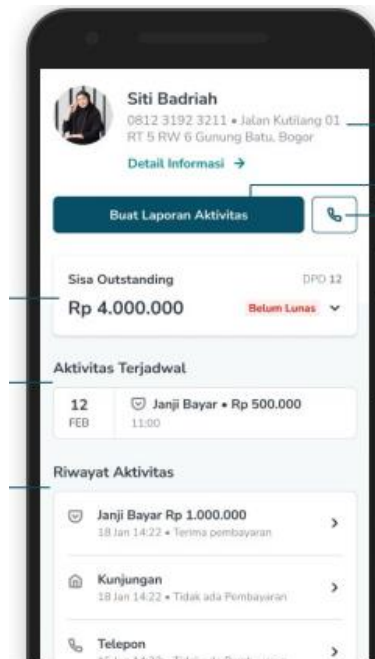 Siti Badriah
0812 3192 3211 • Jalan Kutilang 01
RT 5 RW 6 Gunung Batu, Bogor
Detail Informasi →
Buat Laporan Aktivitas
Sisa Outstanding
DPD 12
Rp 4.000.000
Belum Lunas
Aktivitas Terjadwal
12
FEB
Janji Bayar • Rp 500.000
11:00
Riwayat Aktivitas
Janji Bayar Rp 1.000.000
18 Jan 14:22 • Terima pembayaran
Kunjungan
18 Jan 14:22 • Tidak ada Pembayaran
Telepon